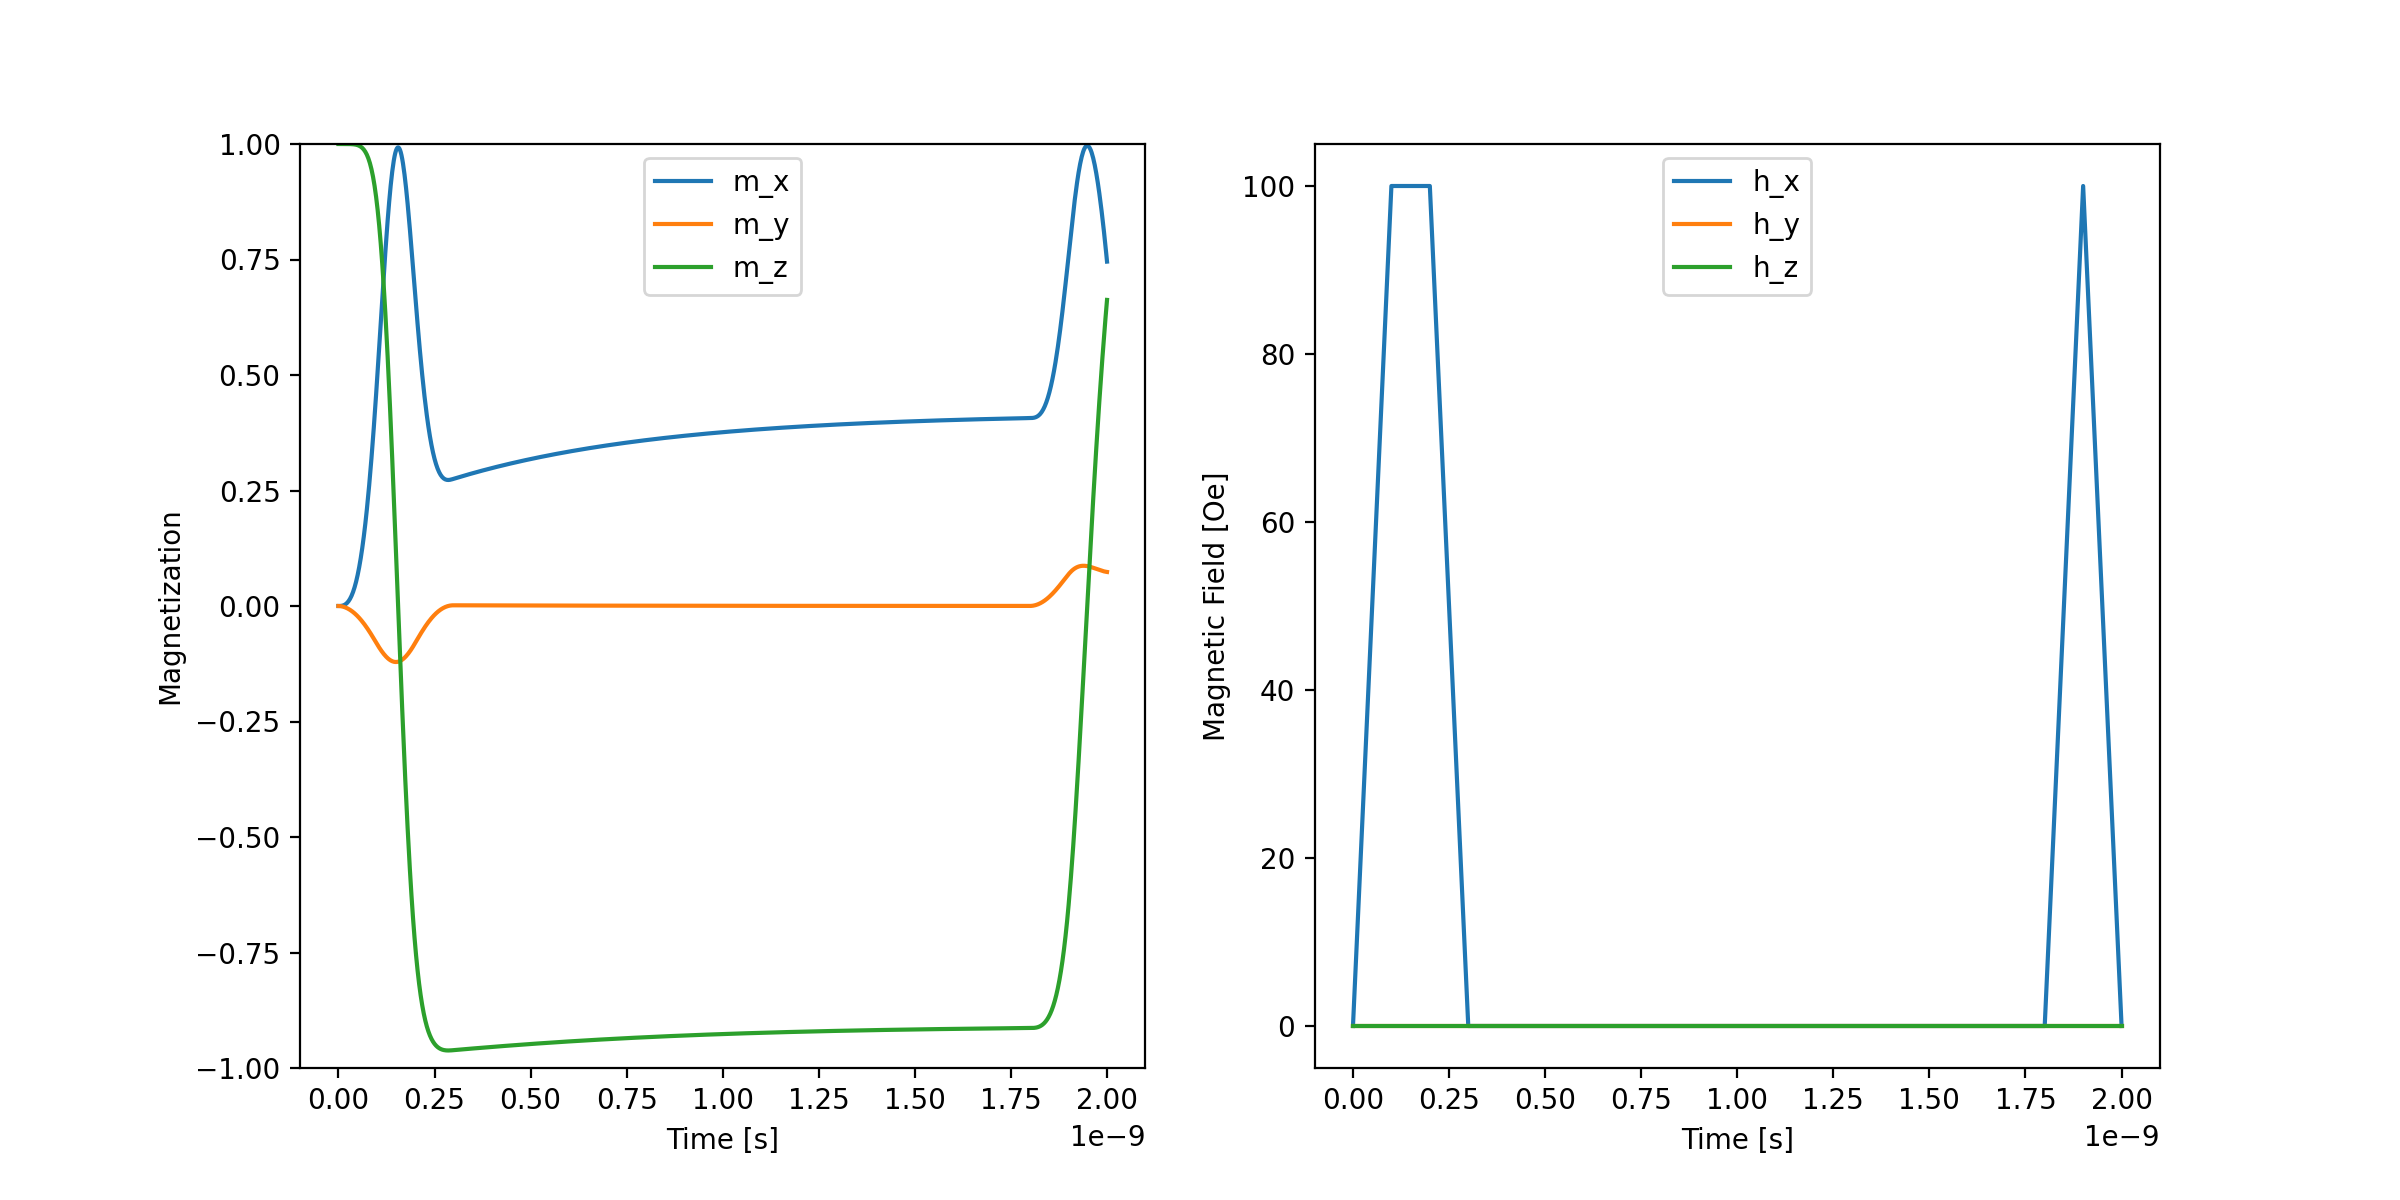 1.00
0.75
0.50
0.25
0.00
−0.25
−0.50
−0.75
−1.00
Magnetization
m_x
m_y
m_z
0.00 0.25 0.50 0.75 1.00 1.25 1.50 1.75 2.00
Time [s]
1e−9
100
80
60
40
20
0
Magnetic Field [Oe]
h_x
h_y
h_z
0.00 0.25 0.50 0.75 1.00 1.25 1.50 1.75 2.00
Time [s]
1e−9